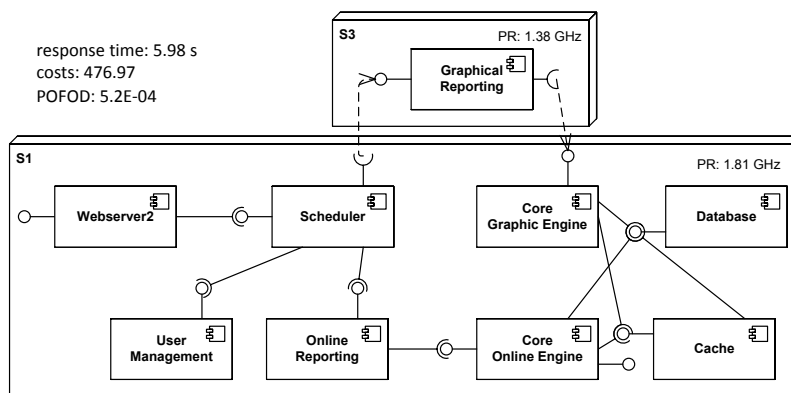 response time: 5.98 s
costs: 476.97
POFOD: 5.2E-04
S3
PR: 1.38 GHz
Graphical
Reporting
S1
PR: 1.81 GHz
Webserver2
Scheduler
Core
Graphic Engine
Database
User
Management
Online
Reporting
Core
Online Engine
Cache